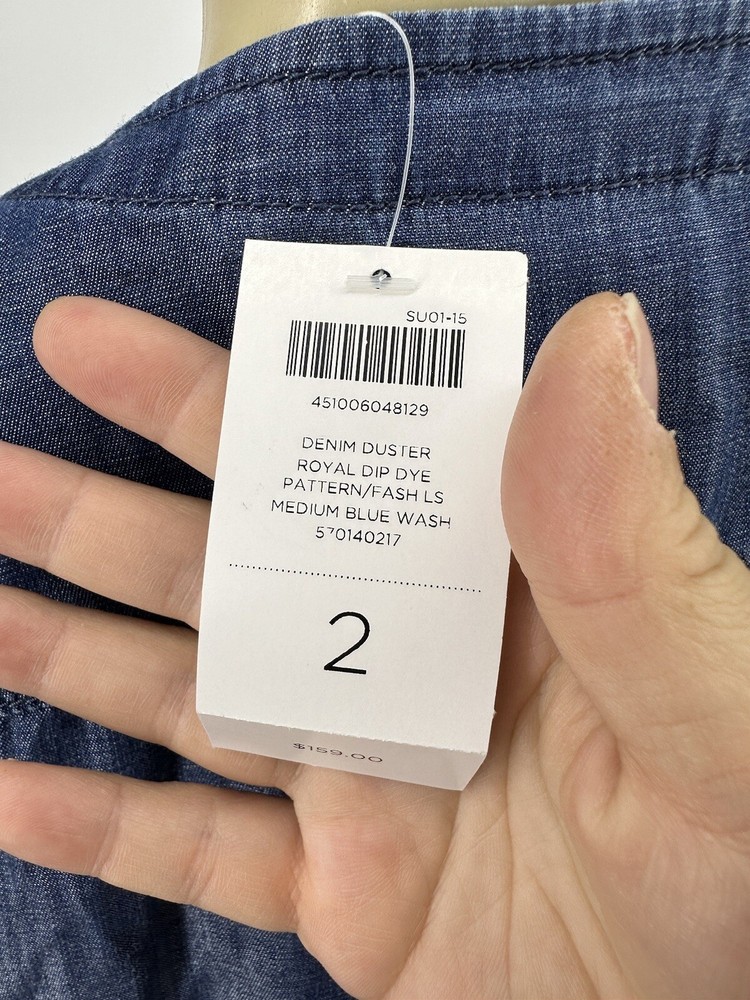 SU01-15
451006048129
DENIM DUSTER
ROYAL DIP DYE
PATTERN/FASH LS
MEDIUM BLUE WASH
570140217
2
$159.00